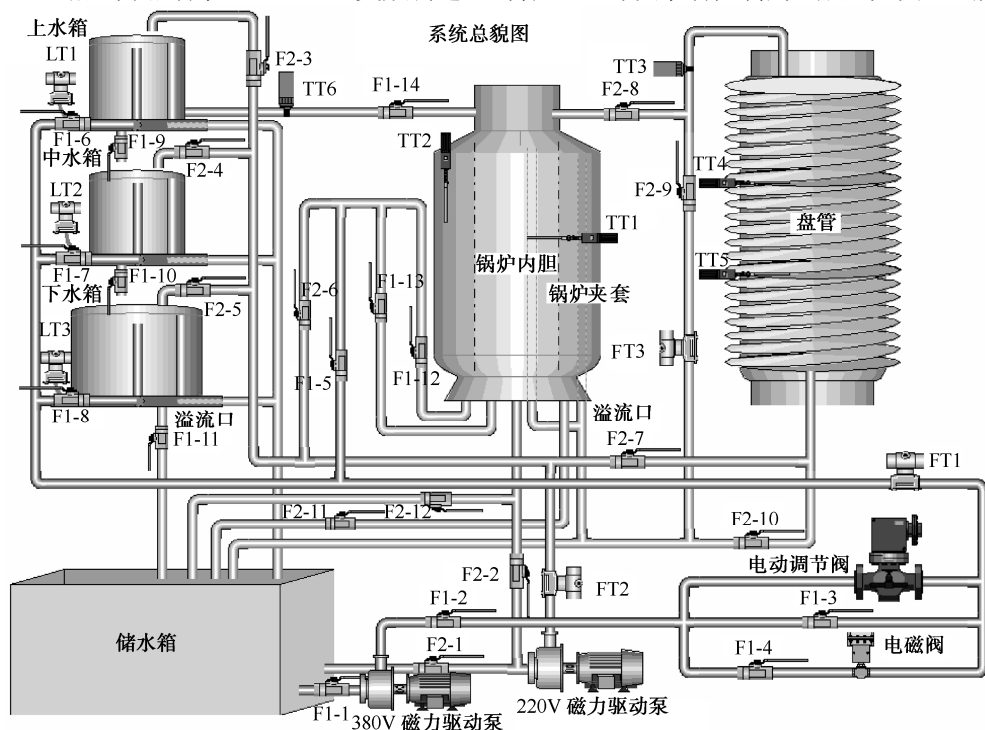 系统总貌图
上水箱
LT1
F2-3
TT6
F1-14
F2-8
TT3
F1-6
F1-9
中水箱
F2-4
TT2
F2-9
TT4
LT2
TT1
盘管
F1-7
F1-10
锅炉内胆
下水箱
F2-5
F2-6
F1-13
锅炉夹套
TT5
LT3
F1-5
F1-12
FT3
F1-8
溢流口
溢流口
F1-11
F2-7
FT1
F2-11
F2-12
F2-10
电动调节阀
F2-2
FT2
F1-2
F1-3
储水箱
F2-1
F1-4
电磁阀
F1-1
380V 磁力驱动泵
220V 磁力驱动泵